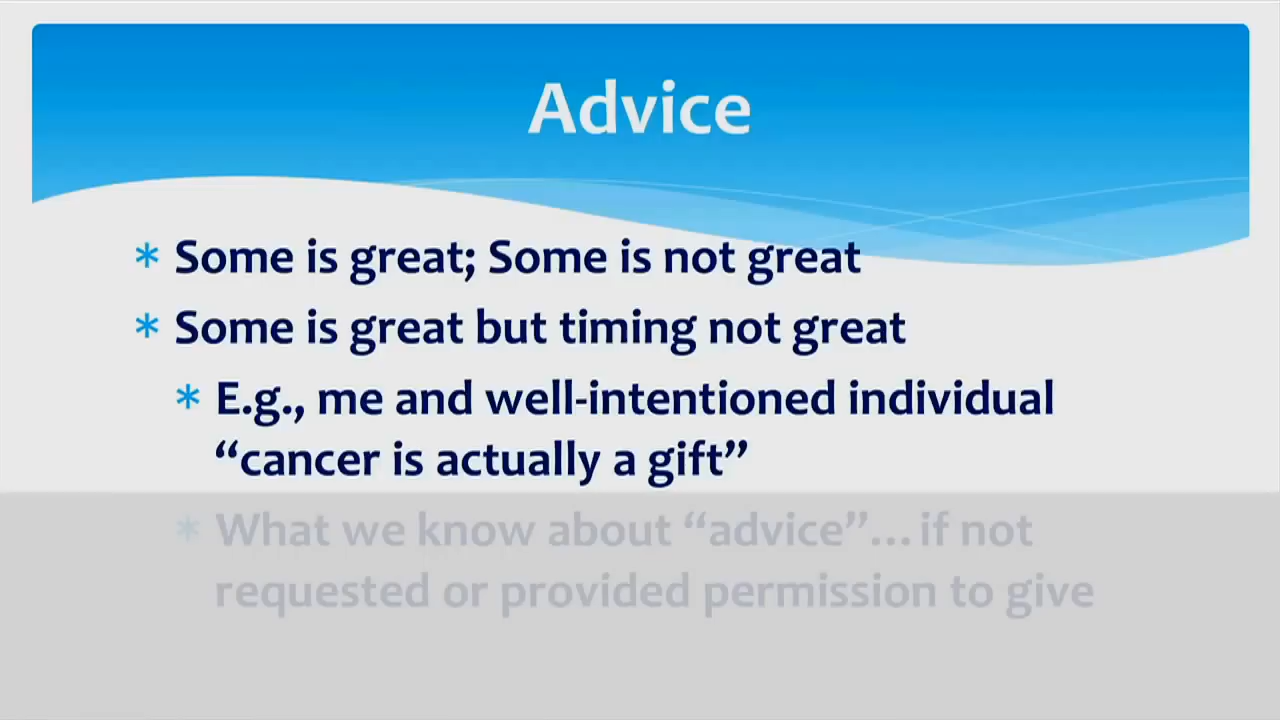 Advice
* Some is great; Some is not great
* Some is great but timing not great
* E.g., me and well-intentioned individual
“cancer is actually a gift”
* What we know about “advice”…if not
requested or provided permission to give